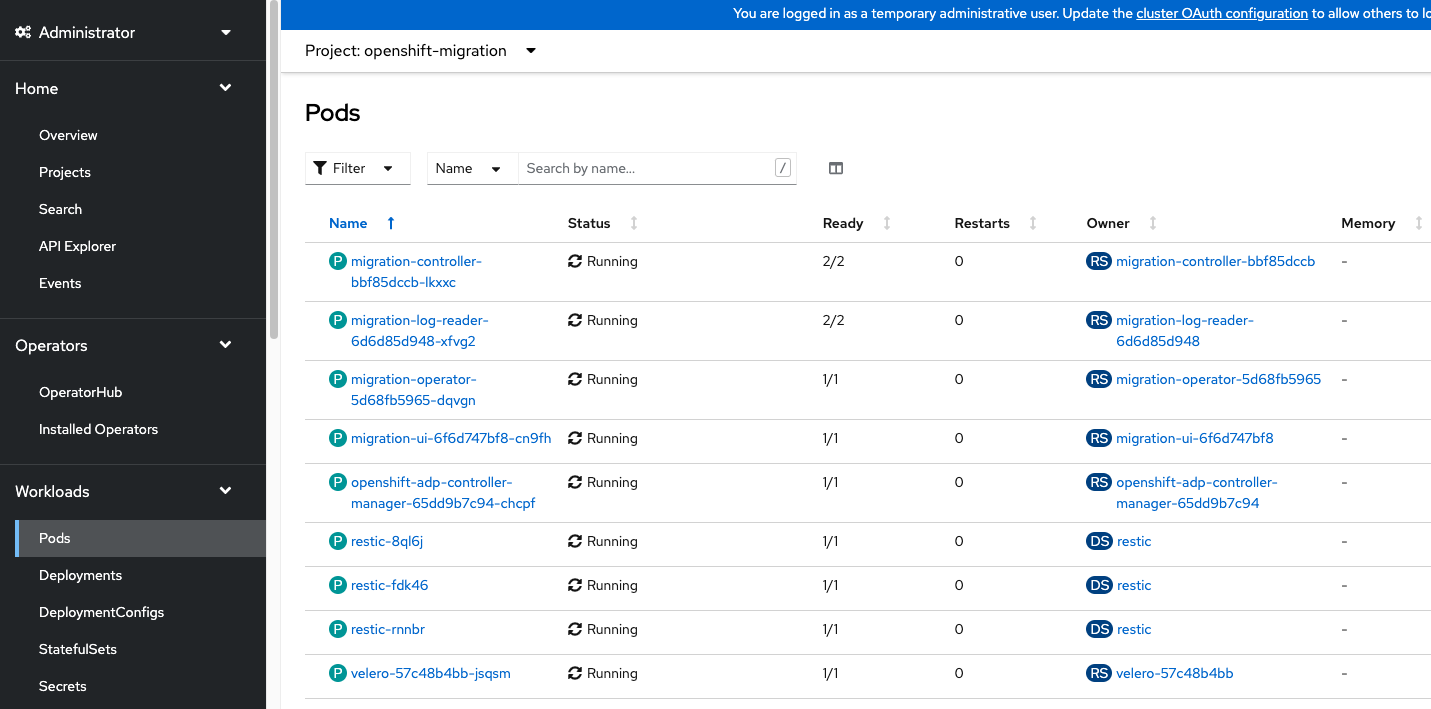 You are logged in as a temporary administrative user. Update the cluster OAuth configuration to allow others to
Administrator
Home
Overview
Projects
Search
API Explorer
Events
Operators
OperatorHub
Installed Operators
Workloads
Pods
Deployments
DeploymentConfigs
StatefulSets
Secrets
Project: openshift-migration
Pods
Filter Name Search by name... /
Name Status Ready Restarts Owner Memory
P migration-controller- Running 2/2 0 RS migration-controller-bbf85dccb -
bbf85dccb-lkxxc
P migration-log-reader- Running 2/2 0 RS migration-log-reader- -
6d6d85d948-xfvg2 6d6d85d948
P migration-operator- Running 1/1 0 RS migration-operator-5d68fb5965 -
5d68fb5965-dqvgn
P migration-ui-6f6d747bf8-cn9fh Running 1/1 0 RS migration-ui-6f6d747bf8 -
P openshift-adp-controller- Running 1/1 0 RS openshift-adp-controller- -
manager-65dd9b7c94-chcpf manager-65dd9b7c94
P restic-8ql6j Running 1/1 0 DS restic -
P restic-fdk46 Running 1/1 0 DS restic -
P restic-rnnbr Running 1/1 0 DS restic -
P velero-57c48b4bb-jsqsm Running 1/1 0 RS velero-57c48b4bb -